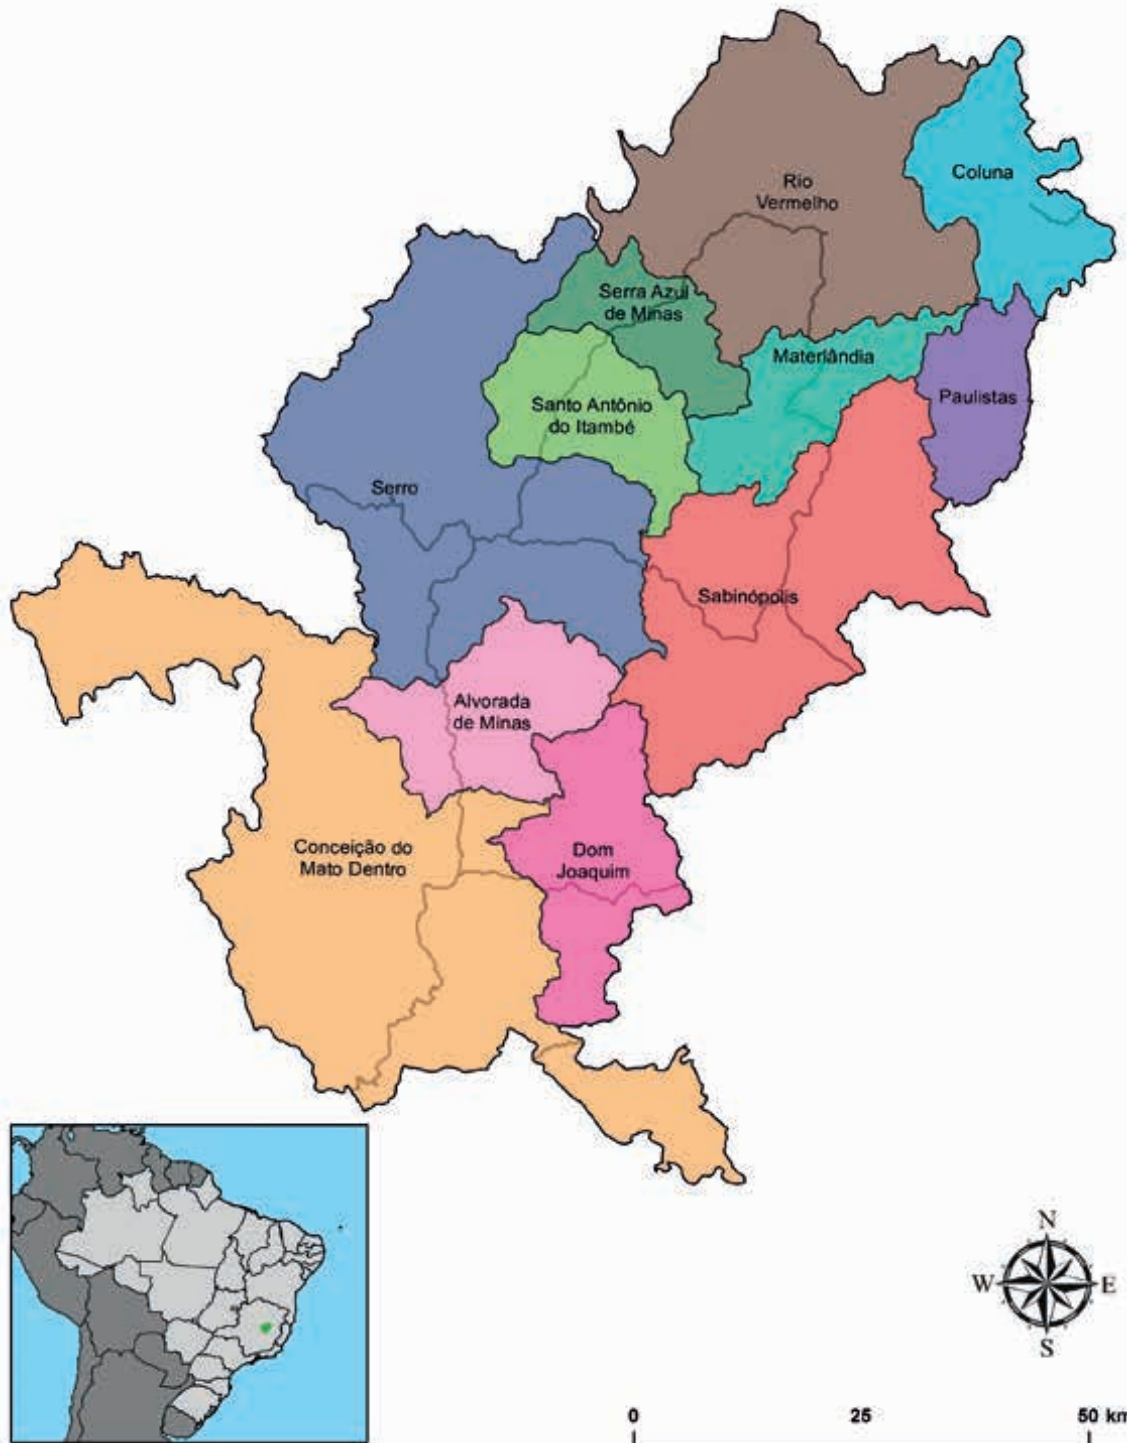 Rio
Vermelho
Coluna
Serra Azul
de Minas
Materlândia
Paulistas
Santo Antônio
do Itambé
Serro
Sabinópolis
Alvorada
de Minas
Conceição do
Mato Dentro
Dom
Joaquim
N
W
E
S
0
25
50 km